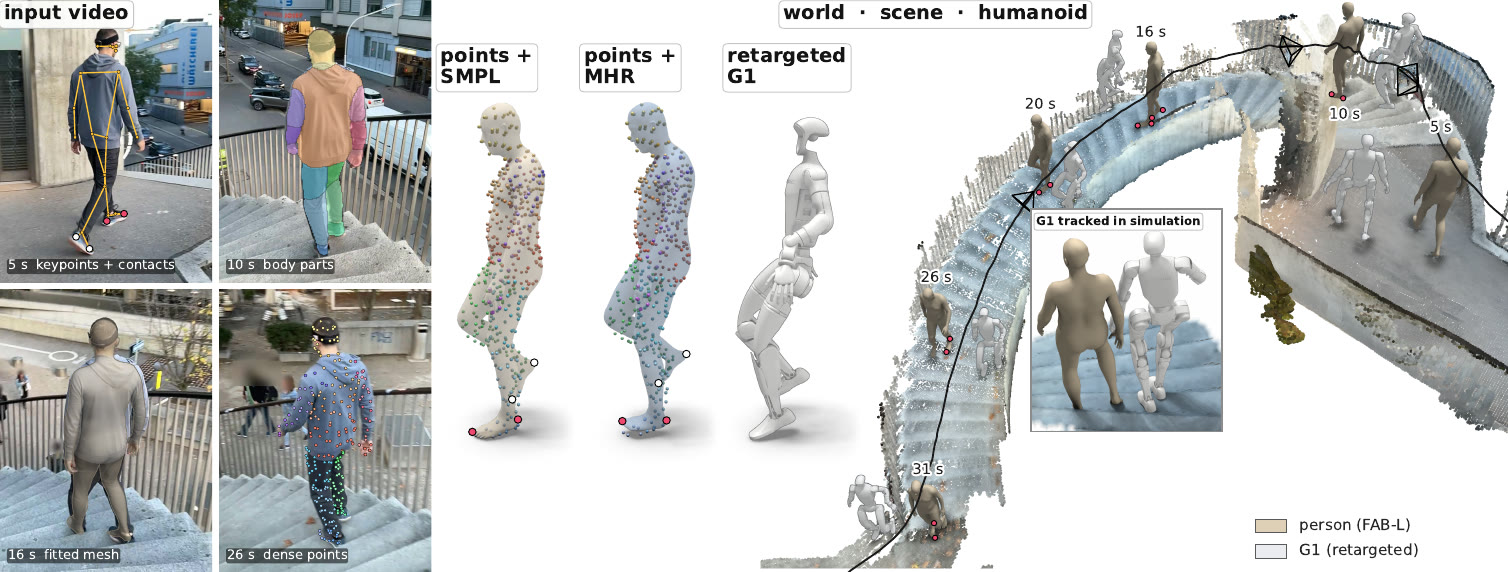 input video
WÄSCHEREI
5 s keypoints + contacts
10 s body parts
16 s fitted mesh
26 s dense points
points +
SMPL
points +
MHR
retargeted
G1
world · scene · humanoid
16 s
20 s
10 s
5 s
26 s
31 s
G1 tracked in simulation
person (FAB-L)
G1 (retargeted)